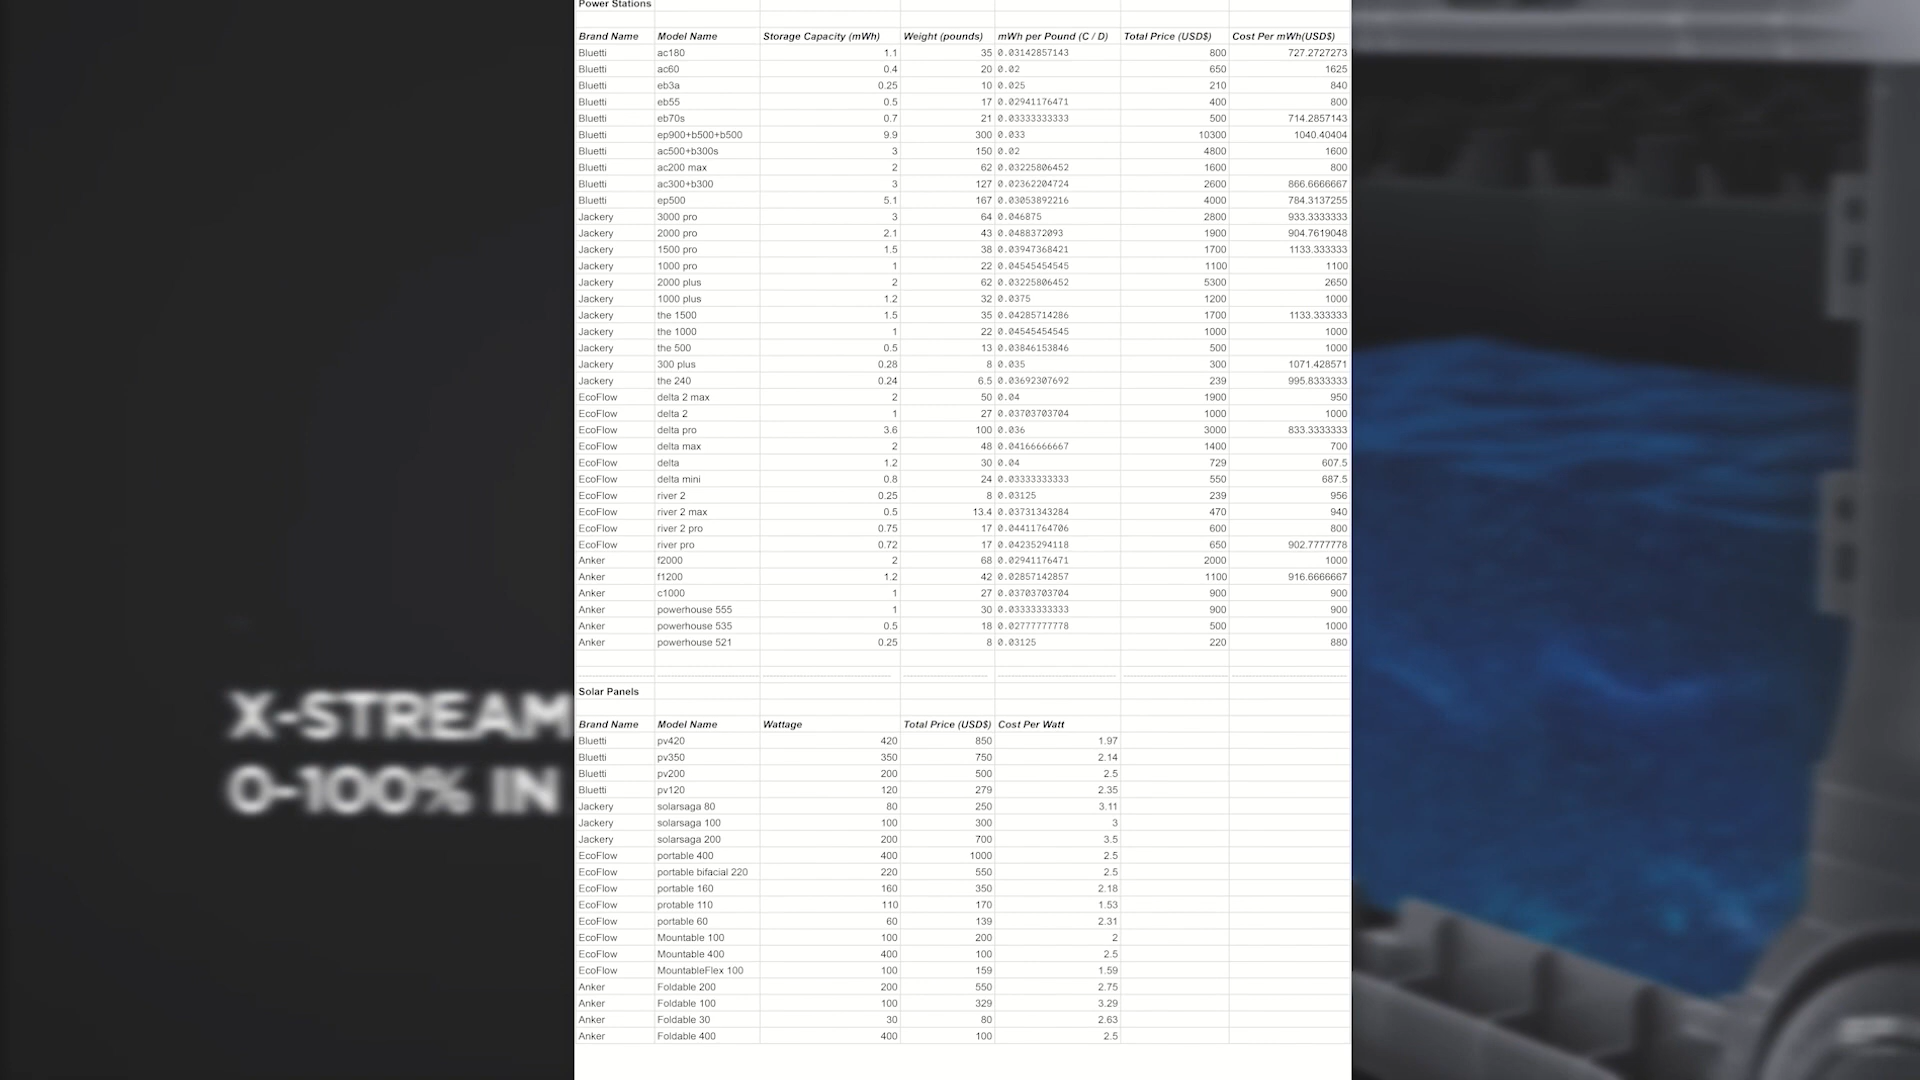 Power Stations
Brand Name Model Name Storage Capacity (mWh) Weight (pounds) mWh per Pound (C / D) Total Price (USD$) Cost Per mWh(USD$)
Bluetti ac180 1.1 35 0.03142857143 800 727.2727273
Bluetti ac60 0.4 20 0.02 650 1625
Bluetti eb3a 0.25 10 0.025 210 840
Bluetti eb55 0.5 17 0.02941176471 400 800
Bluetti eb70s 0.7 21 0.03333333333 500 714.2857143
Bluetti ep900+b500+b500 9.9 300 0.033 10300 1040.40404
Bluetti ac500+b300s 3 150 0.02 4800 1600
Bluetti ac200 max 2 62 0.03225806452 1600 800
Bluetti ac300+b300 3 127 0.02362204724 2600 866.6666667
Bluetti ep500 5.1 167 0.03053892216 4000 784.3137255
Jackery 3000 pro 3 64 0.046875 2800 933.3333333
Jackery 2000 pro 2.1 43 0.0488372093 1900 904.7619048
Jackery 1500 pro 1.5 38 0.03947368421 1700 1133.333333
Jackery 1000 pro 1 22 0.04545454545 1100 1100
Jackery 2000 plus 2 62 0.03225806452 5300 2650
Jackery 1000 plus 1.2 32 0.0375 1200 1000
Jackery the 1500 1.5 35 0.04285714286 1700 1133.333333
Jackery the 1000 1 22 0.04545454545 1000 1000
Jackery the 500 0.5 13 0.03846153846 500 1000
Jackery 300 plus 0.28 8 0.035 300 1071.428571
Jackery the 240 0.24 6.5 0.03692307692 239 995.8333333
EcoFlow delta 2 max 2 50 0.04 1900 950
EcoFlow delta 2 1 27 0.03703703704 1000 1000
EcoFlow delta pro 3.6 100 0.036 3000 833.3333333
EcoFlow delta max 2 48 0.04166666667 1400 700
EcoFlow delta 1.2 30 0.04 729 607.5
EcoFlow delta mini 0.8 24 0.03333333333 550 687.5
EcoFlow river 2 0.25 8 0.03125 239 956
EcoFlow river 2 max 0.5 13.4 0.03731343284 470 940
EcoFlow river 2 pro 0.75 17 0.04411764706 600 800
EcoFlow river pro 0.72 17 0.04235294118 650 902.7777778
Anker f2000 2 68 0.02941176471 2000 1000
Anker f1200 1.2 42 0.02857142857 1100 916.6666667
Anker c1000 1 27 0.03703703704 900 900
Anker powerhouse 555 1 30 0.03333333333 900 900
Anker powerhouse 535 0.5 18 0.02777777778 500 1000
Anker powerhouse 521 0.25 8 0.03125 220 880
Solar Panels
Brand Name Model Name Wattage Total Price (USD$) Cost Per Watt
Bluetti pv420 420 850 1.97
Bluetti pv350 350 750 2.14
Bluetti pv200 200 500 2.5
Bluetti pv120 120 279 2.35
Jackery solarsaga 80 80 250 3.11
Jackery solarsaga 100 100 300 3
Jackery solarsaga 200 200 700 3.5
EcoFlow portable 400 400 1000 2.5
EcoFlow portable bifacial 220 220 550 2.5
EcoFlow portable 160 160 350 2.18
EcoFlow protable 110 110 170 1.53
EcoFlow portable 60 60 139 2.31
EcoFlow Mountable 100 100 200 2
EcoFlow Mountable 400 400 100 2.5
EcoFlow MountableFlex 100 100 159 1.59
Anker Foldable 200 200 550 2.75
Anker Foldable 100 100 329 3.29
Anker Foldable 30 30 80 2.63
Anker Foldable 400 400 100 2.5
X-STREAM
0-100% IN